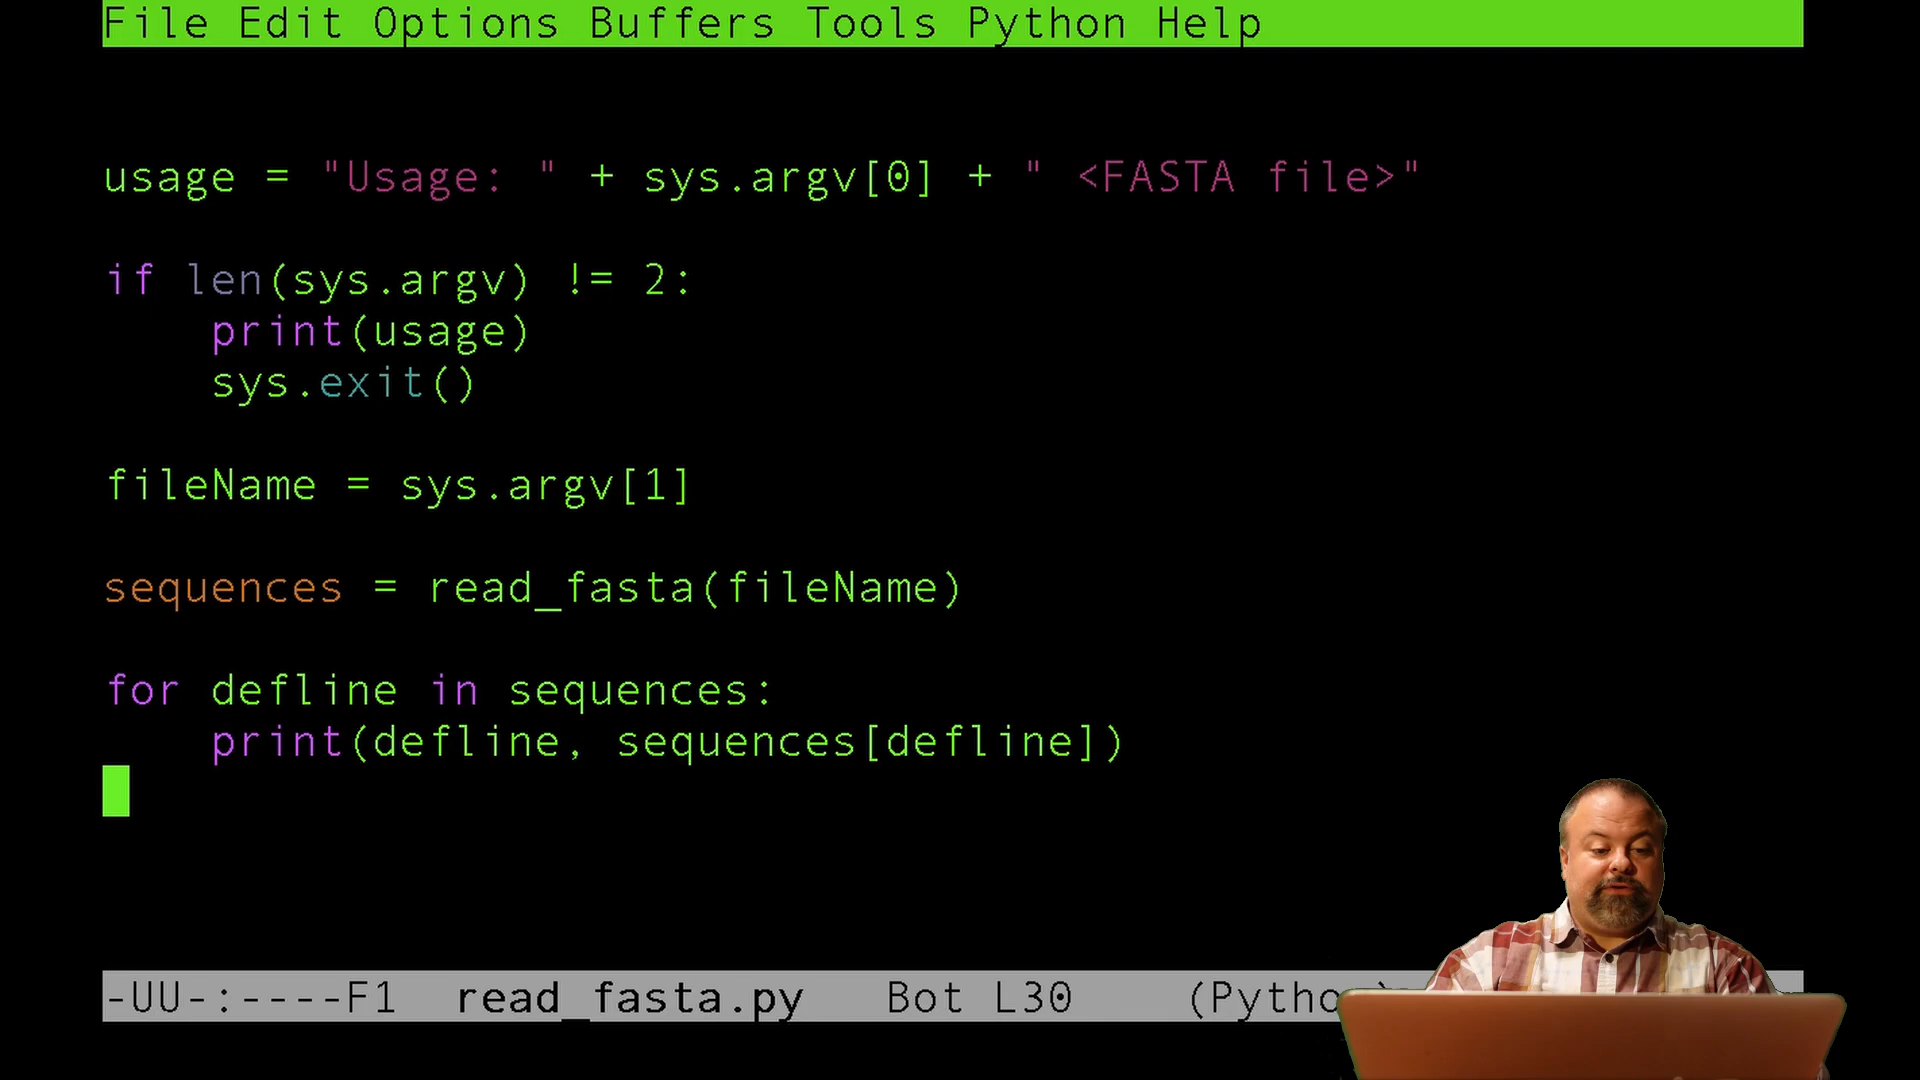 File Edit Options Buffers Tools Python Help
usage = "Usage: " + sys.argv[0] + " <FASTA file>"
if len(sys.argv) != 2:
    print(usage)
    sys.exit()
fileName = sys.argv[1]
sequences = read_fasta(fileName)
for defline in sequences:
    print(defline, sequences[defline])
-UU-:----F1  read_fasta.py   Bot L30    (Pytho